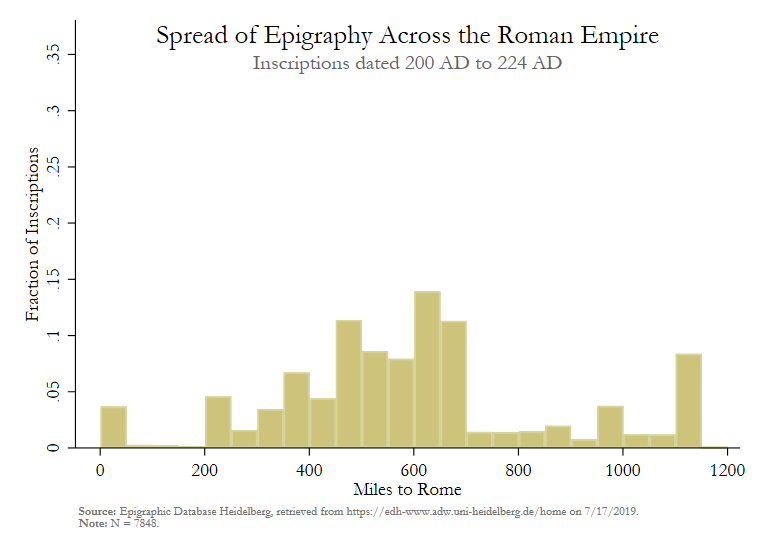 Spread of Epigraphy Across the Roman Empire
Inscriptions dated 200 AD to 224 AD
Fraction of Inscriptions
.35
.3
.25
.2
.15
.1
.05
0
0 200 400 600 800 1000 1200
Miles to Rome
Source: Epigraphic Database Heidelberg, retrieved from https://edh-www.adw.uni-heidelberg.de/home on 7/17/2019.
Note: N = 7848.